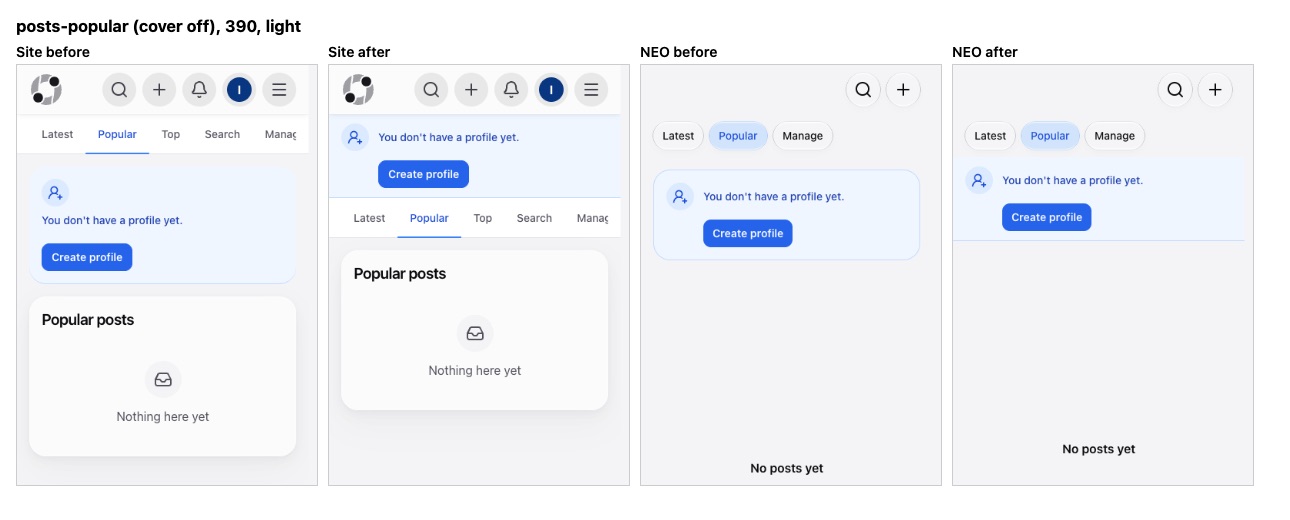 posts-popular (cover off), 390, light
Site before
I
Latest Popular Top Search Manag
You don't have a profile yet.
Create profile
Popular posts
Nothing here yet
Site after
I
You don't have a profile yet.
Create profile
Latest Popular Top Search Manag
Popular posts
Nothing here yet
NEO before
Latest Popular Manage
You don't have a profile yet.
Create profile
No posts yet
NEO after
Latest Popular Manage
You don't have a profile yet.
Create profile
No posts yet